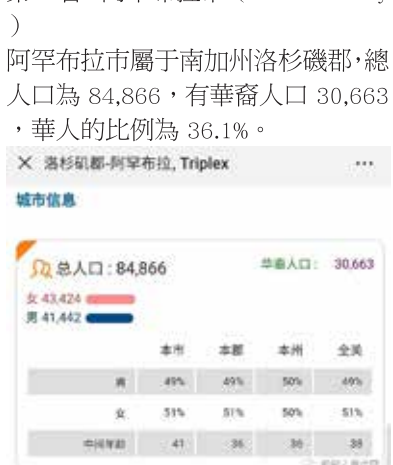 )
阿罕布拉市屬于南加州洛杉磯郡,總
人口為 84,866,有華裔人口 30,663
,華人的比例為 36.1%。
× 洛杉矶郡-阿罕布拉, Triplex ...
城市信息
总人口 : 84,866 华裔人口: 30,663
女 43,424
男 41,442
本市 本郡 本州 全美
男 49% 49% 50% 49%
女 51% 51% 50% 51%
中间年龄 41 36 36 38